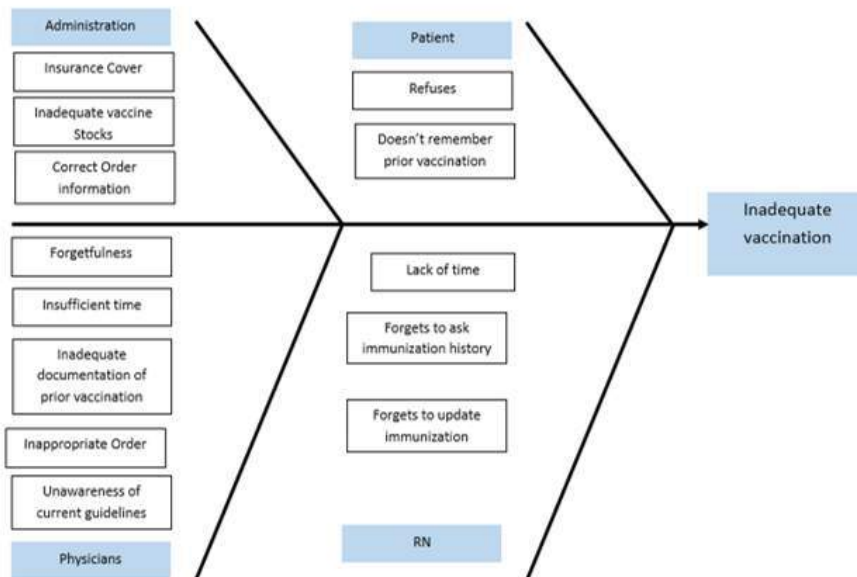 Administration
Insurance Cover
Inadequate vaccine
Stocks
Correct Order
information
Patient
Refuses
Doesn't remember
prior vaccination
Inadequate
vaccination
Forgetfulness
Insufficient time
Inadequate
documentation of
prior vaccination
Inappropriate Order
Unawareness of
current guidelines
Physicians
Lack of time
Forgets to ask
immunization history
Forgets to update
immunization
RN